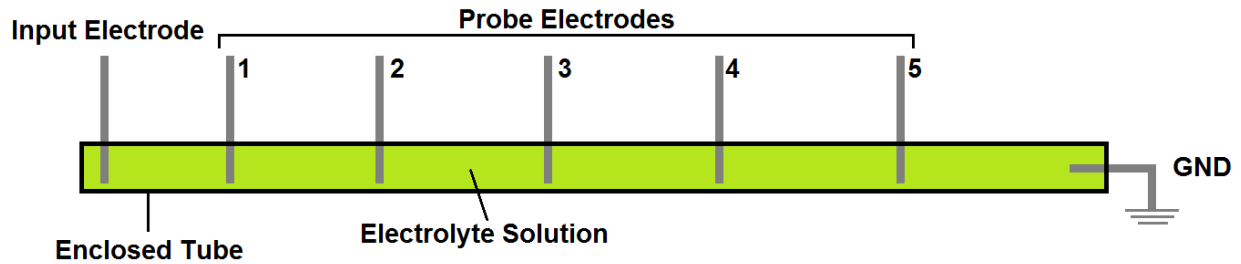 Probe Electrodes
Input Electrode
1
2
3
4
5
GND
Electrolyte Solution
Enclosed Tube